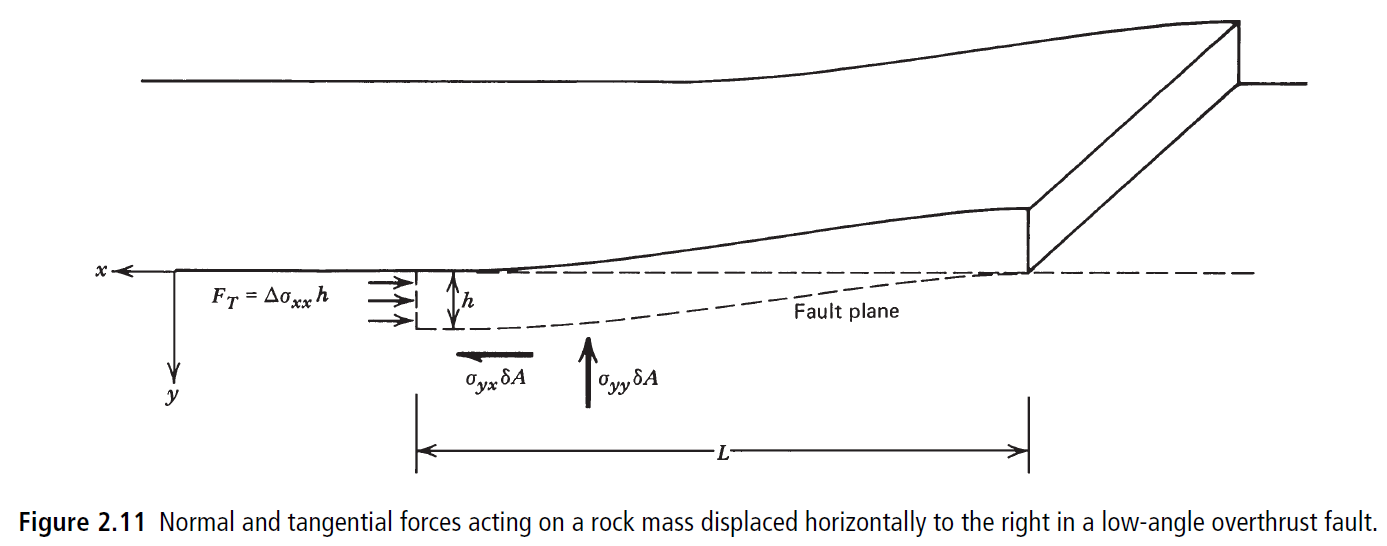 x
F_T = Δσ_xx h
h
Fault plane
σ_yx δA
σ_yy δA
y
L
Figure 2.11 Normal and tangential forces acting on a rock mass displaced horizontally to the right in a low-angle overthrust fault.